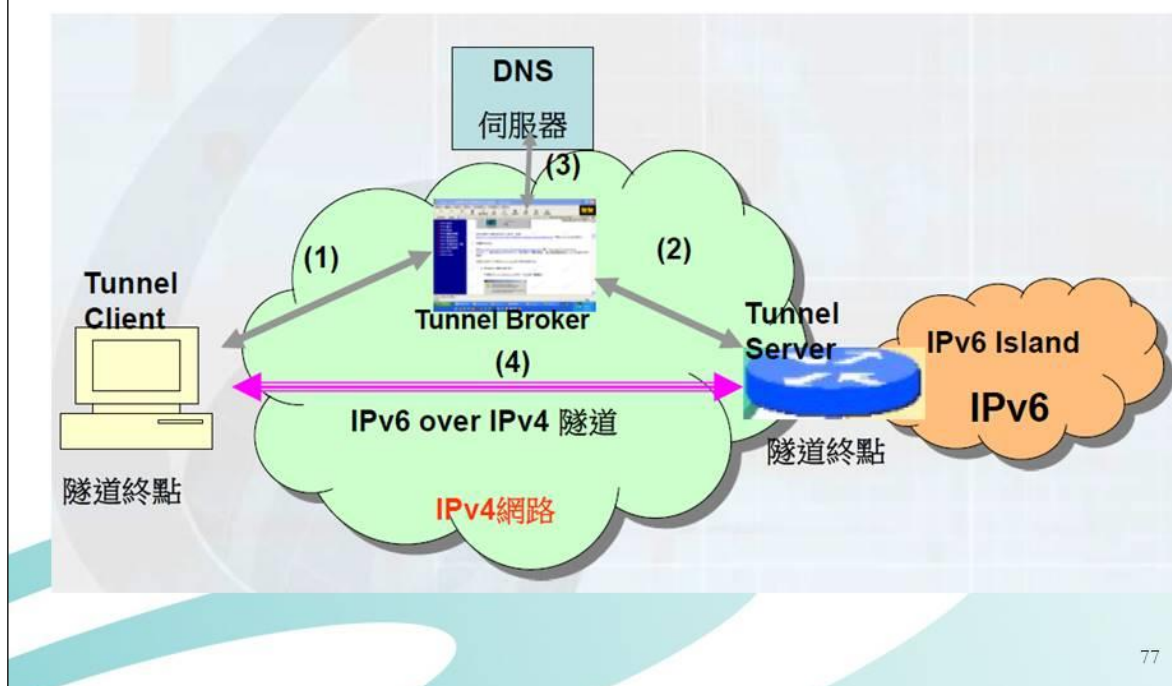 DNS
伺服器
(3)
(1)
(2)
Tunnel
Client
Tunnel Broker
Tunnel
Server
IPv6 Island
IPv6
(4)
IPv6 over IPv4 隧道
隧道終點
隧道終點
IPv4網路
77